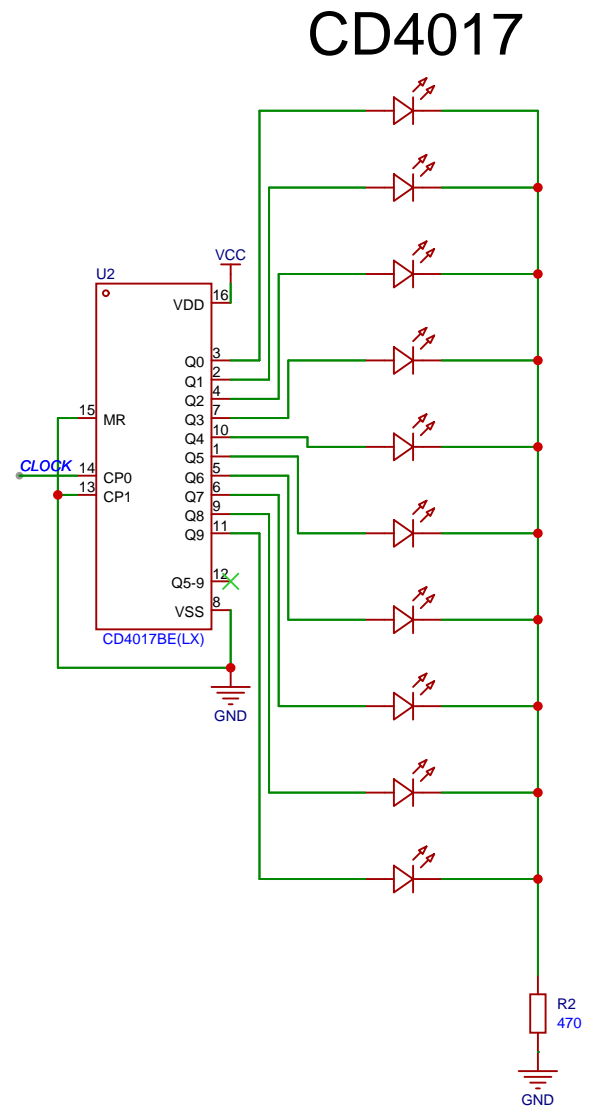 CD4017
VCC
U2
16
VDD
3
Q0
2
Q1
4
Q2
7
Q3
10
Q4
1
Q5
5
Q6
6
Q7
9
Q8
11
Q9
15
MR
CLOCK
14
CP0
13
CP1
12
Q5-9
8
VSS
CD4017BE(LX)
GND
R2
470
GND